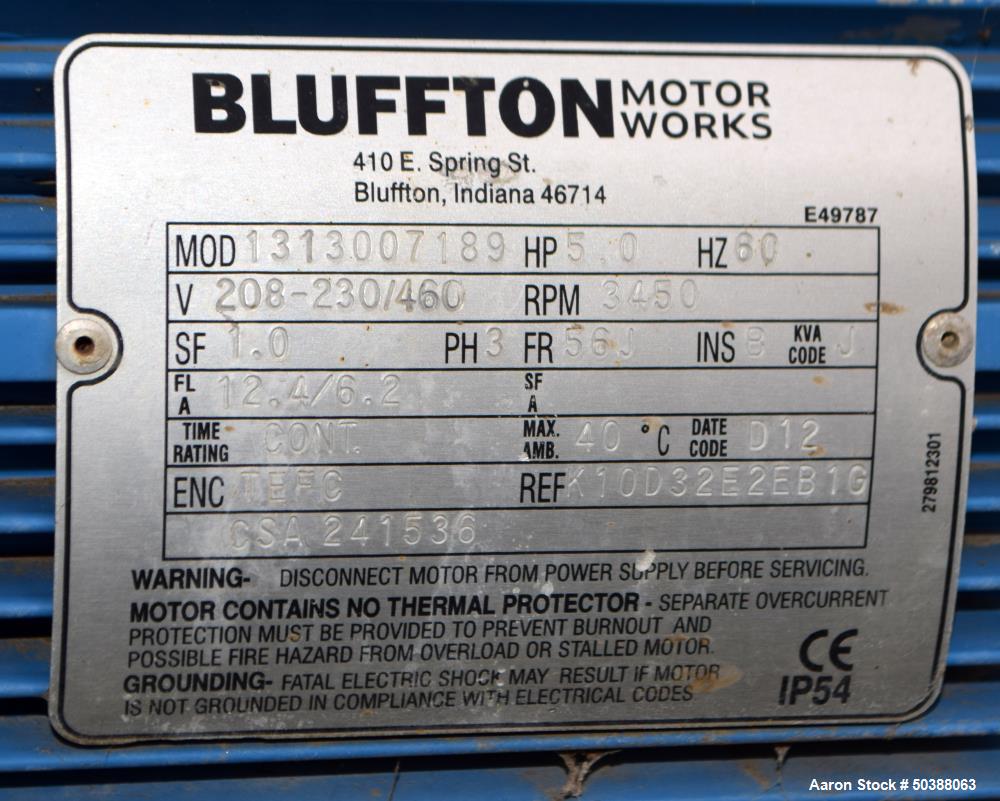 BLUFFTON MOTOR WORKS
410 E. Spring St.
Bluffton, Indiana 46714
E49787
MOD 1313007189 HP 5.0 HZ 60
V 208-230/460 RPM 3450
SF 1.0 PH 3 FR 56J INS B KVA CODE J
FL A 12.4/6.2 SF A
TIME RATING CONT. MAX. AMB. 40 °C DATE CODE D12
ENC TEFC REF K10D32E2EB1G
CSA 241536
279812301
WARNING- DISCONNECT MOTOR FROM POWER SUPPLY BEFORE SERVICING.
MOTOR CONTAINS NO THERMAL PROTECTOR - SEPARATE OVERCURRENT
PROTECTION MUST BE PROVIDED TO PREVENT BURNOUT AND
POSSIBLE FIRE HAZARD FROM OVERLOAD OR STALLED MOTOR.
GROUNDING- FATAL ELECTRIC SHOCK MAY RESULT IF MOTOR
IS NOT GROUNDED IN COMPLIANCE WITH ELECTRICAL CODES
CE
IP54
Aaron Stock # 50388063